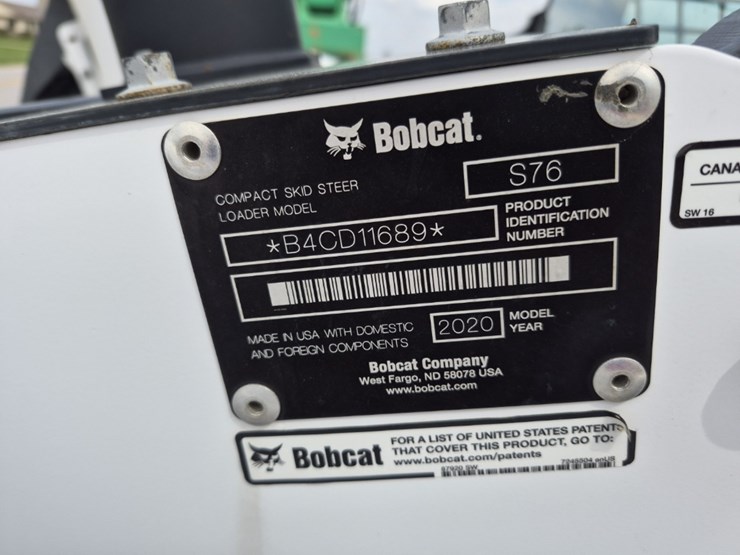 Bobcat.
COMPACT SKID STEER
LOADER MODEL
S76
*B4CD11689*
PRODUCT
IDENTIFICATION
NUMBER
MADE IN USA WITH DOMESTIC
AND FOREIGN COMPONENTS
2020
MODEL
YEAR
Bobcat Company
West Fargo, ND 58078 USA
www.bobcat.com
Bobcat
FOR A LIST OF UNITED STATES PATENTS
THAT COVER THIS PRODUCT, GO TO:
www.bobcat.com/patents
CANA
SW 16